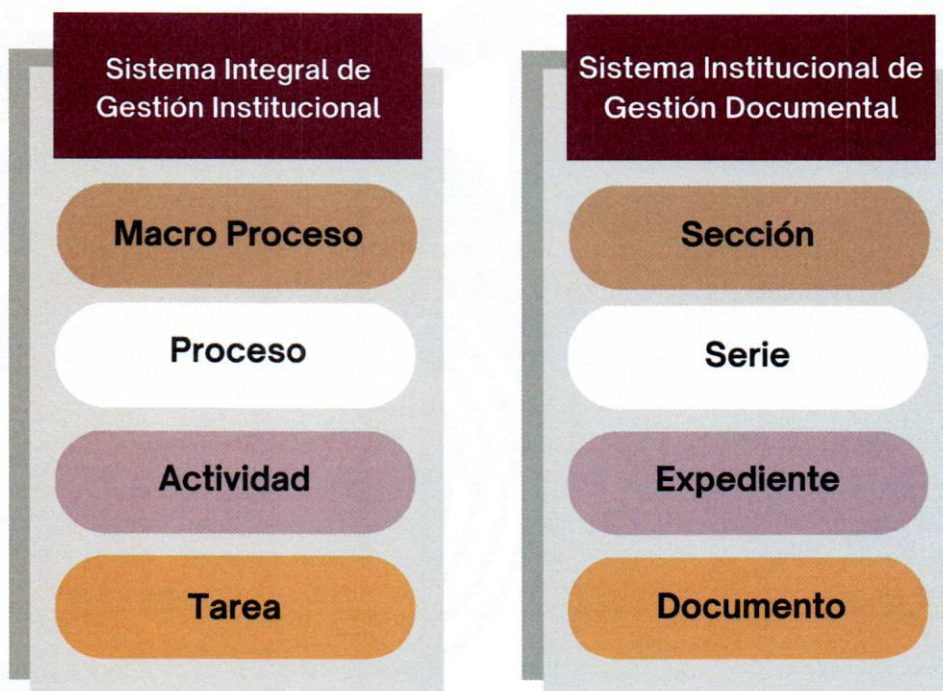 Sistema Integral de
Gestión Institucional
Macro Proceso
Proceso
Actividad
Tarea
Sistema Institucional de
Gestión Documental
Sección
Serie
Expediente
Documento